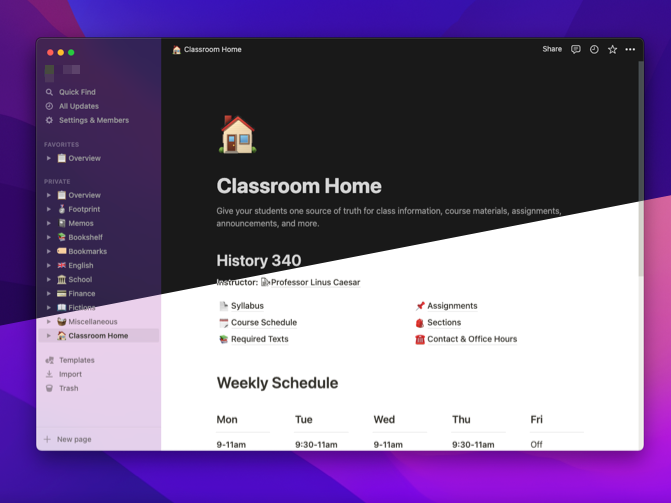 Classroom Home
Share
Quick Find
All Updates
Settings & Members
FAVORITES
Overview
PRIVATE
Overview
Footprint
Memos
Bookshelf
Bookmarks
English
School
Finance
Fictions
Miscellaneous
Classroom Home
Templates
Import
Trash
New page
Classroom Home
Give your students one source of truth for class information, course materials, assignments,
announcements, and more.
History 340
Instructor: Professor Linus Caesar
Syllabus
Course Schedule
Required Texts
Assignments
Sections
Contact & Office Hours
Weekly Schedule
Mon Tue Wed Thu Fri
9-11am 9:30-11am 9-11am 9:30-11am Off